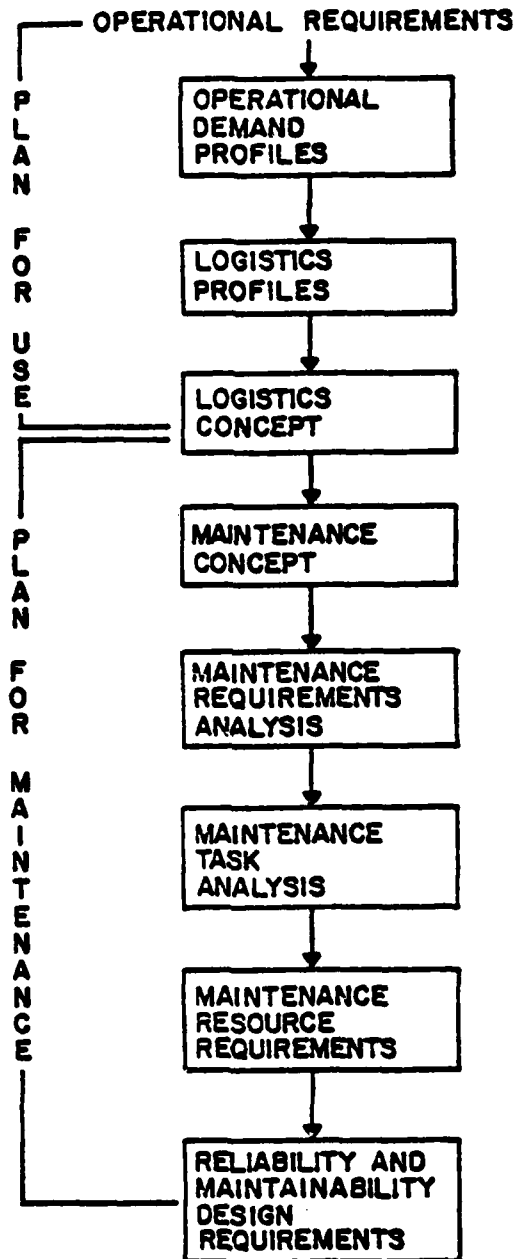 OPERATIONAL REQUIREMENTS
PLAN FOR USE
OPERATIONAL
DEMAND
PROFILES
LOGISTICS
PROFILES
LOGISTICS
CONCEPT
PLAN FOR MAINTENANCE
MAINTENANCE
CONCEPT
MAINTENANCE
REQUIREMENTS
ANALYSIS
MAINTENANCE
TASK
ANALYSIS
MAINTENANCE
RESOURCE
REQUIREMENTS
RELIABILITY AND
MAINTAINABILITY
DESIGN
REQUIREMENTS